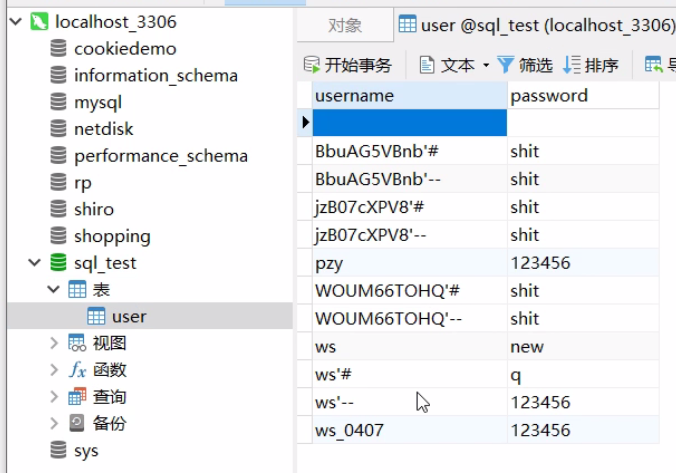 localhost_3306
cookiedemo
information_schema
mysql
netdisk
performance_schema
rp
shiro
shopping
sql_test
表
user
视图
fx 函数
查询
备份
sys
对象
user @sql_test (localhost_3306)
开始事务 文本 筛选 排序
username password
BbuAG5VBnb'# shit
BbuAG5VBnb'-- shit
jzB07cXPV8'# shit
jzB07cXPV8'-- shit
pzy 123456
WOUM66TOHQ'# shit
WOUM66TOHQ'-- shit
ws new
ws'# q
ws'-- 123456
ws_0407 123456